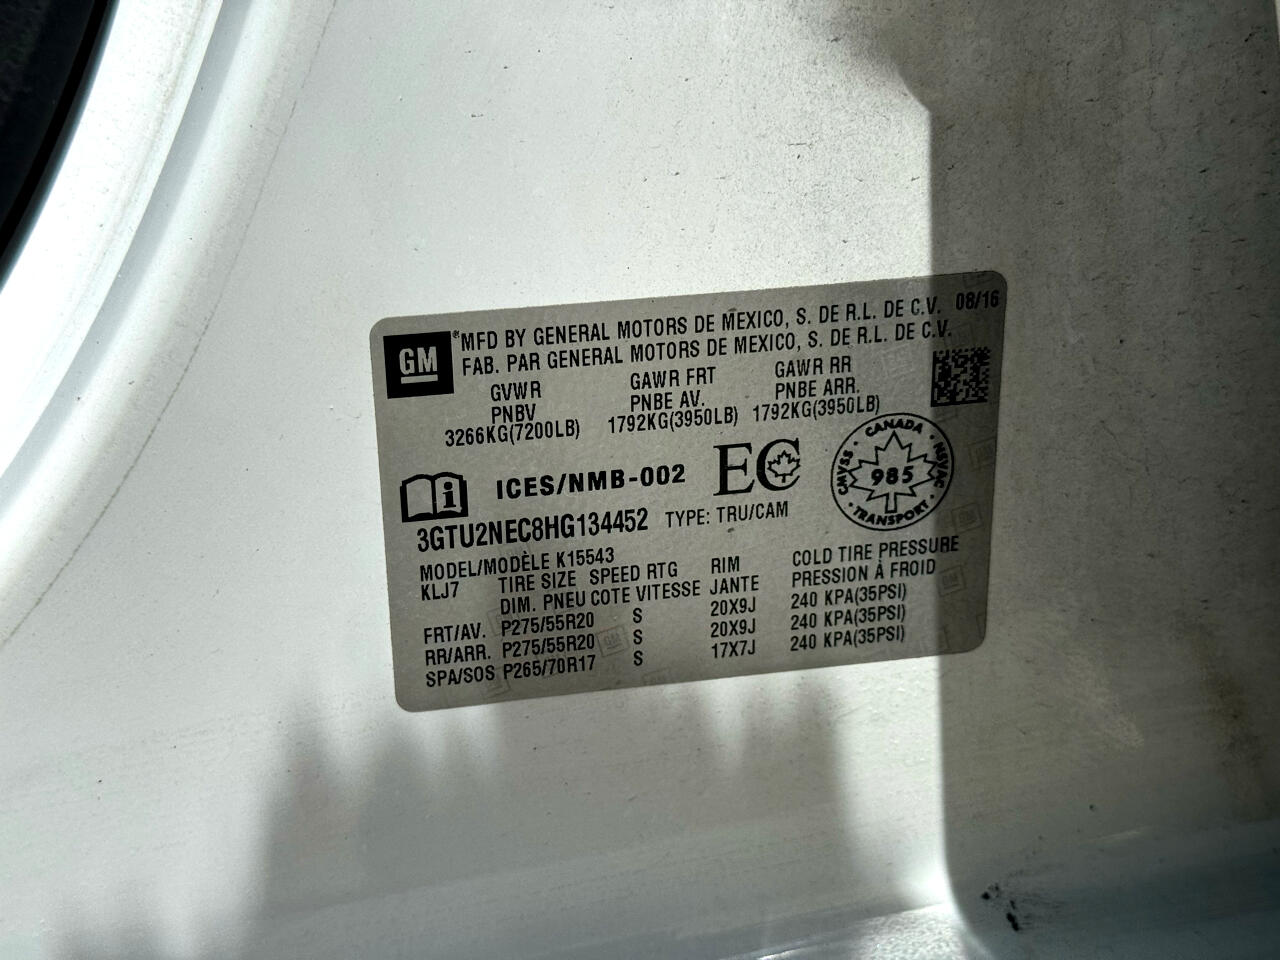 GM
MFD BY GENERAL MOTORS DE MEXICO, S. DE R.L. DE C.V. 08/16
FAB. PAR GENERAL MOTORS DE MEXICO, S. DE R.L. DE C.V.
GVWR GAWR FRT GAWR RR
PNBV PNBE AV. PNBE ARR.
3266KG(7200LB) 1792KG(3950LB) 1792KG(3950LB)
i ICES/NMB-002 EC
CANADA
CMVSS • 985 • NSVAC
TRANSPORT
3GTU2NEC8HG134452 TYPE: TRU/CAM
MODEL/MODÈLE K15543
KLJ7 TIRE SIZE SPEED RTG RIM COLD TIRE PRESSURE
DIM. PNEU COTE VITESSE JANTE PRESSION À FROID
FRT/AV. P275/55R20 S 20X9J 240 KPA(35PSI)
RR/ARR. P275/55R20 S 20X9J 240 KPA(35PSI)
SPA/SOS P265/70R17 S 17X7J 240 KPA(35PSI)